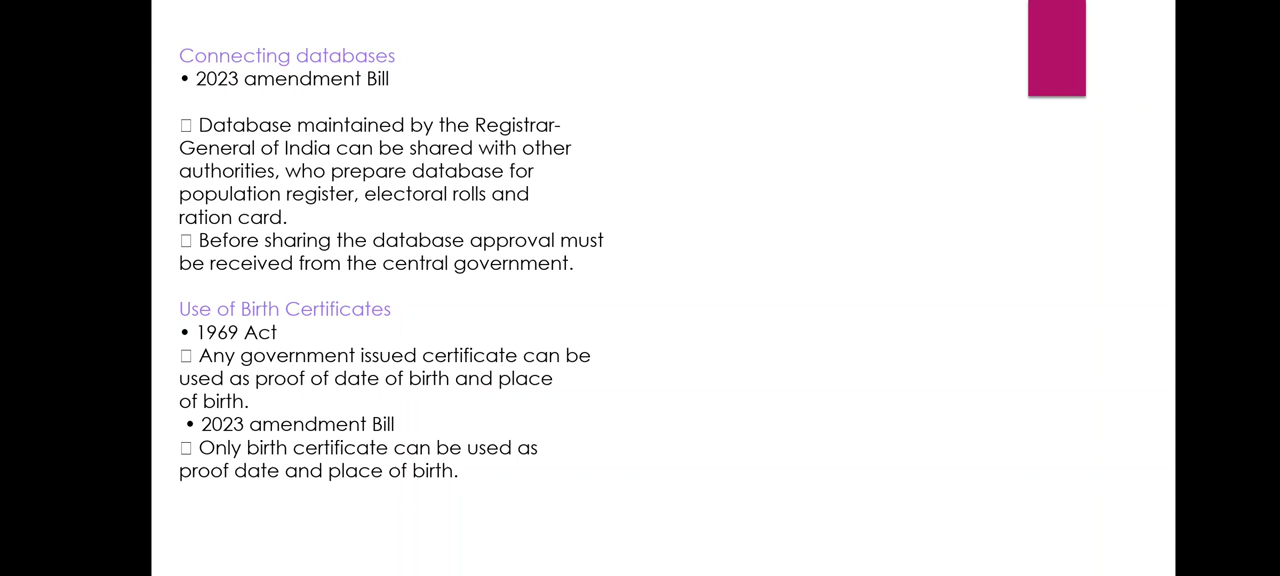 Connecting databases
• 2023 amendment Bill
□ Database maintained by the Registrar-
General of India can be shared with other
authorities, who prepare database for
population register, electoral rolls and
ration card.
□ Before sharing the database approval must
be received from the central government.
Use of Birth Certificates
• 1969 Act
□ Any government issued certificate can be
used as proof of date of birth and place
of birth.
• 2023 amendment Bill
□ Only birth certificate can be used as
proof date and place of birth.